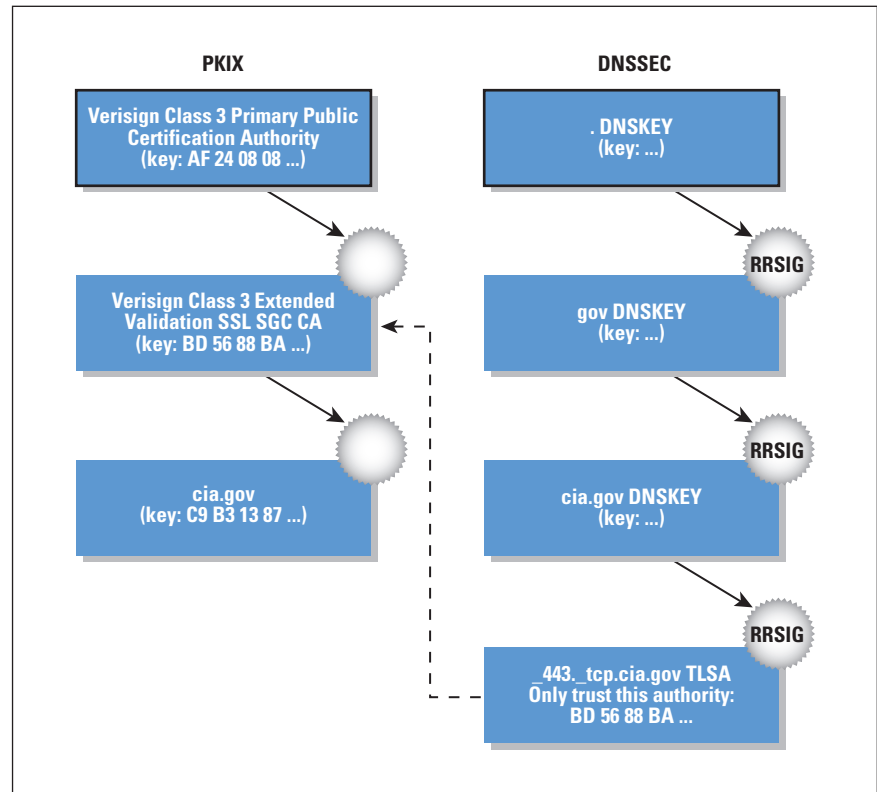 PKIX
Verisign Class 3 Primary Public
Certification Authority
(key: AF 24 08 08 ...)
Verisign Class 3 Extended
Validation SSL SGC CA
(key: BD 56 88 BA ...)
cia.gov
(key: C9 B3 13 87 ...)
DNSSEC
. DNSKEY
(key: ...)
RRSIG
gov DNSKEY
(key: ...)
RRSIG
cia.gov DNSKEY
(key: ...)
RRSIG
_443._tcp.cia.gov TLSA
Only trust this authority:
BD 56 88 BA ...